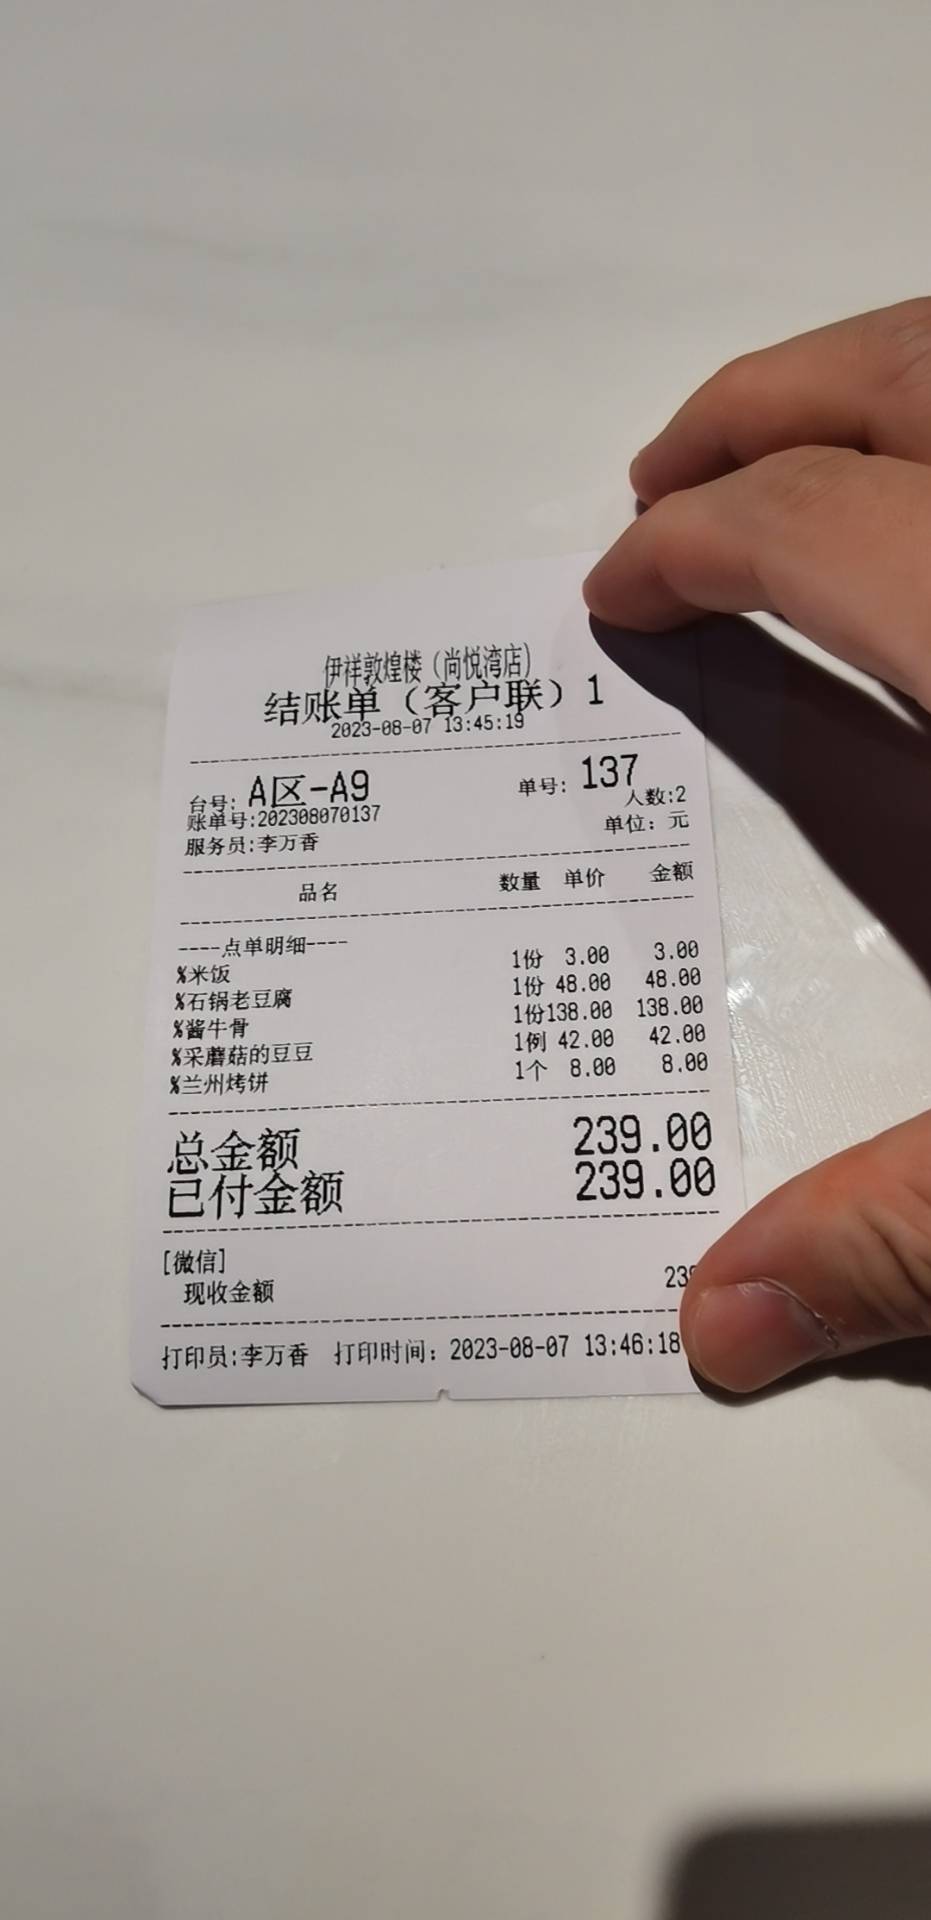 伊祥敦煌楼（尚悦湾店）
结账单（客户联）1
2023-08-07 13:45:19
台号: A区-A9 单号: 137
账单号:202308070137 人数:2
服务员:李万香 单位: 元
品名 数量 单价 金额
----点单明细----
%米饭 1份 3.00 3.00
%石锅老豆腐 1份 48.00 48.00
%酱牛骨 1份138.00 138.00
%采蘑菇的豆豆 1例 42.00 42.00
%兰州烤饼 1个 8.00 8.00
总金额 239.00
已付金额 239.00
[微信]
现收金额 23
打印员:李万香 打印时间: 2023-08-07 13:46:18